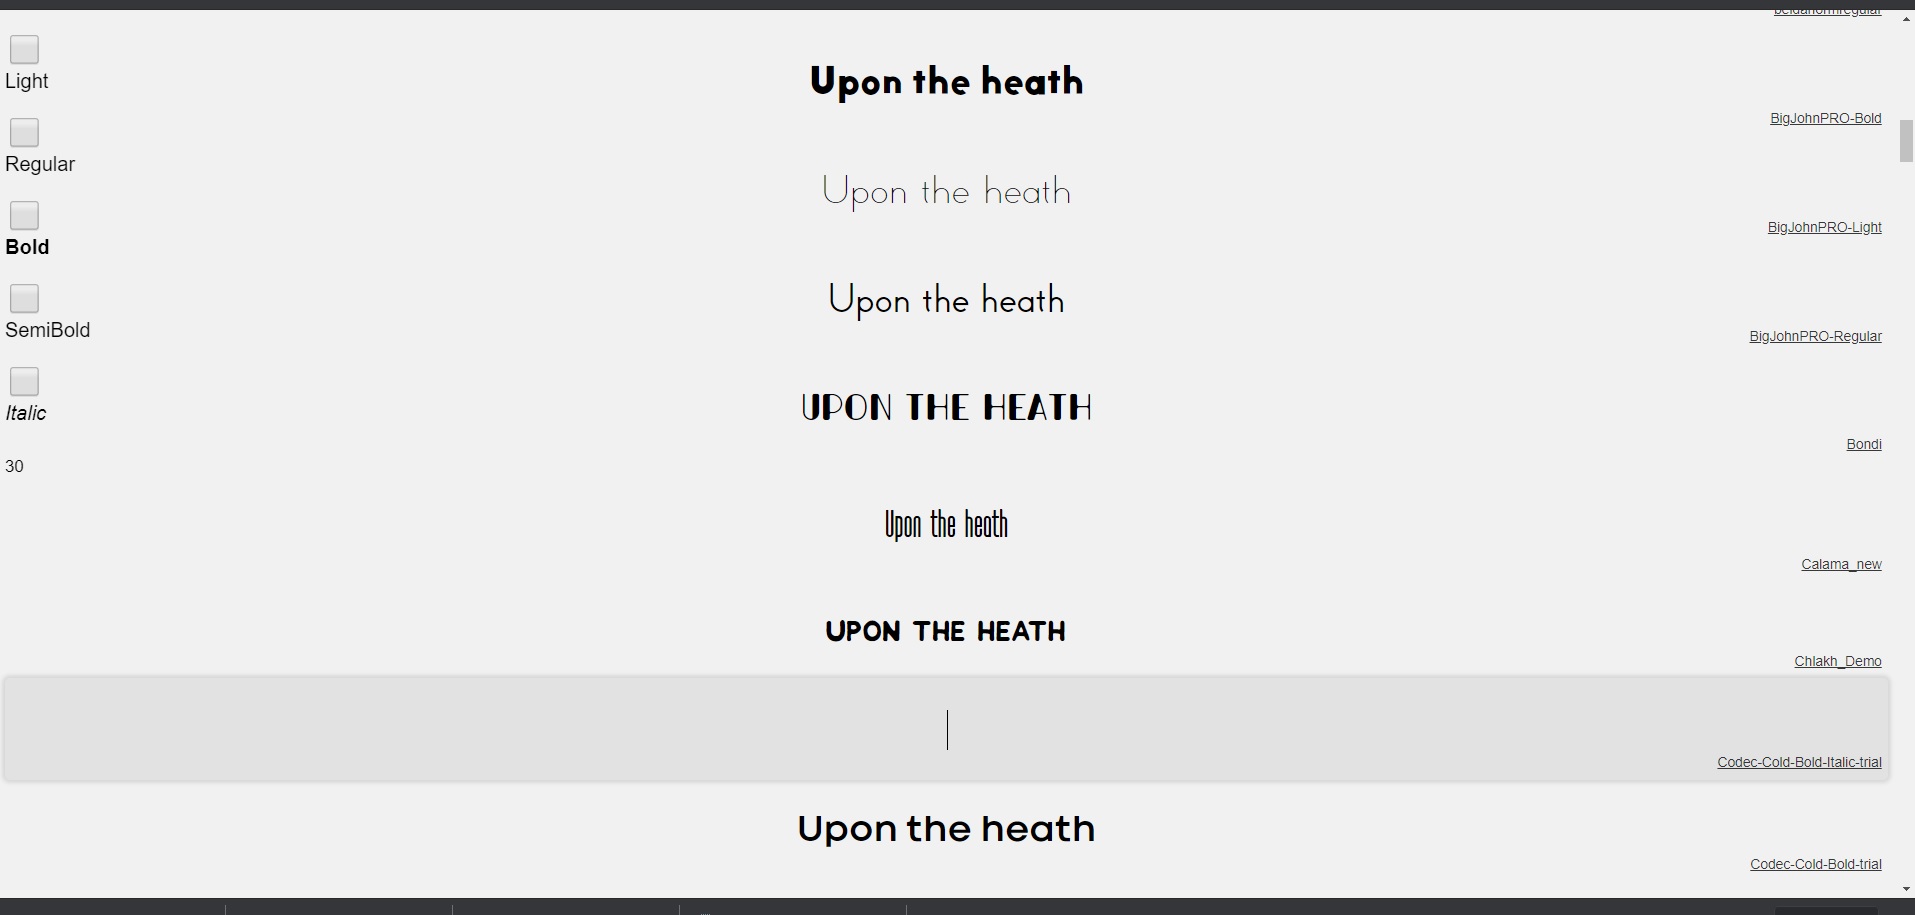 beldanormregular
Light
Upon the heath
BigJohnPRO-Bold
Regular
Upon the heath
BigJohnPRO-Light
Bold
Upon the heath
SemiBold
BigJohnPRO-Regular
Italic
UPON THE HEATH
Bondi
30
Upon the heath
Calama_new
UPON THE HEATH
Chlakh_Demo
Codec-Cold-Bold-Italic-trial
Upon the heath
Codec-Cold-Bold-trial